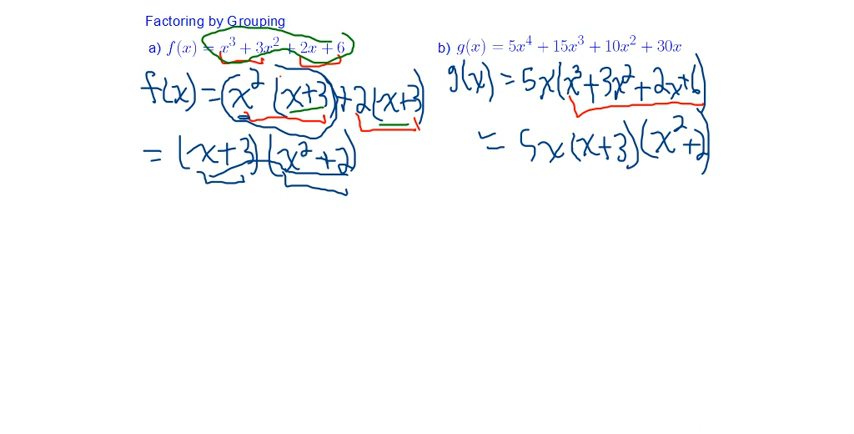 Factoring by Grouping
a) f(x) = x³ + 3x² + 2x + 6
f(x) = (x² (x+3)) + 2(x+3)
= (x+3) (x² + 2)
b) g(x) = 5x⁴ + 15x³ + 10x² + 30x
g(x) = 5x(x³ + 3x² + 2x + 6)
= 5x (x+3) (x² + 2)